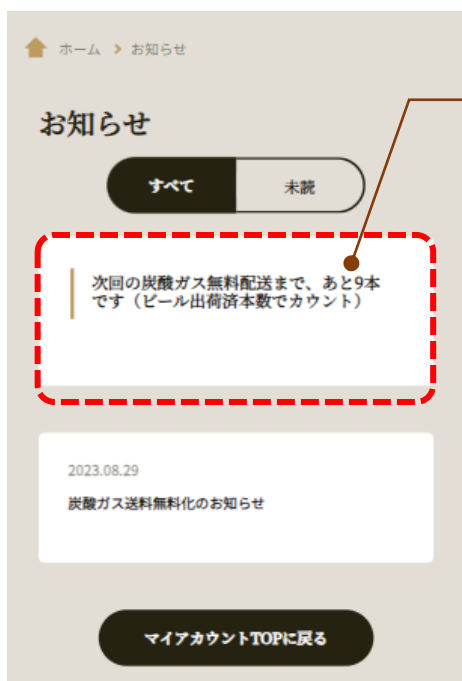 ホーム > お知らせ
お知らせ
すべて 未読
次回の炭酸ガス無料配送まで、あと9本
です（ビール出荷済本数でカウント）
2023.08.29
炭酸ガス送料無料化のお知らせ
マイアカウントTOPに戻る